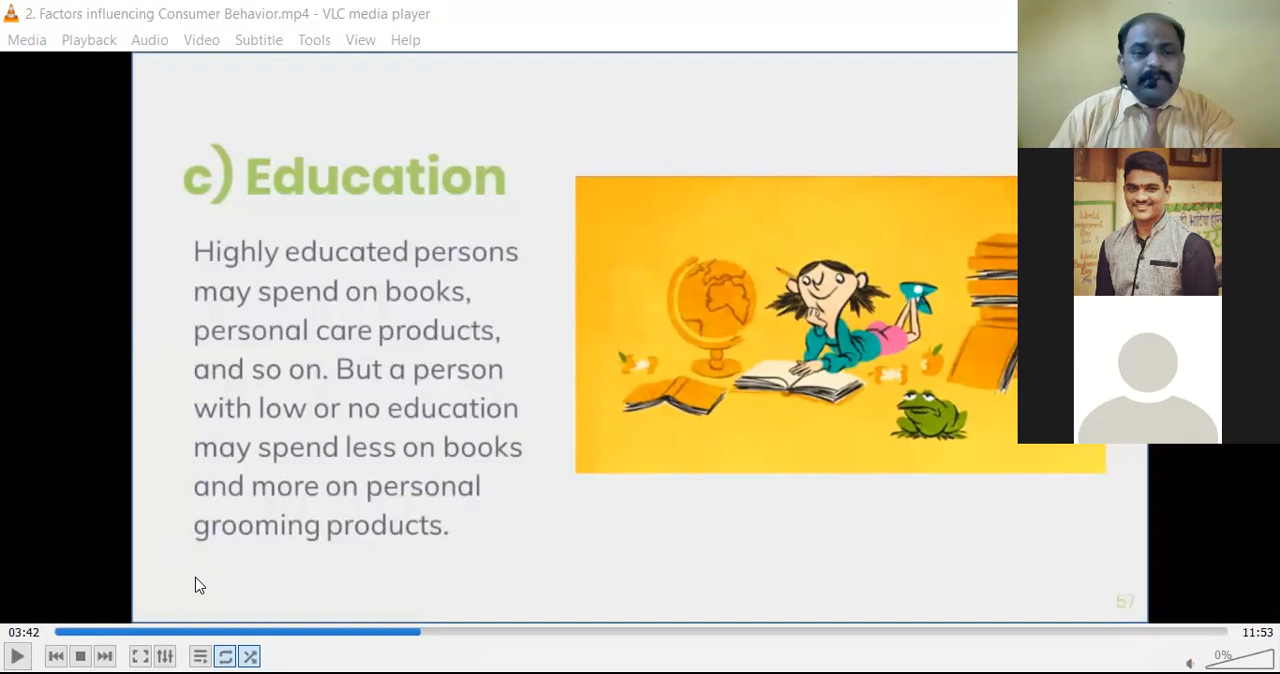 2. Factors influencing Consumer Behavior.mp4 - VLC media player
Media Playback Audio Video Subtitle Tools View Help
c) Education
Highly educated persons
may spend on books,
personal care products,
and so on. But a person
with low or no education
may spend less on books
and more on personal
grooming products.
57
World
Day
03:42
11:53
0%